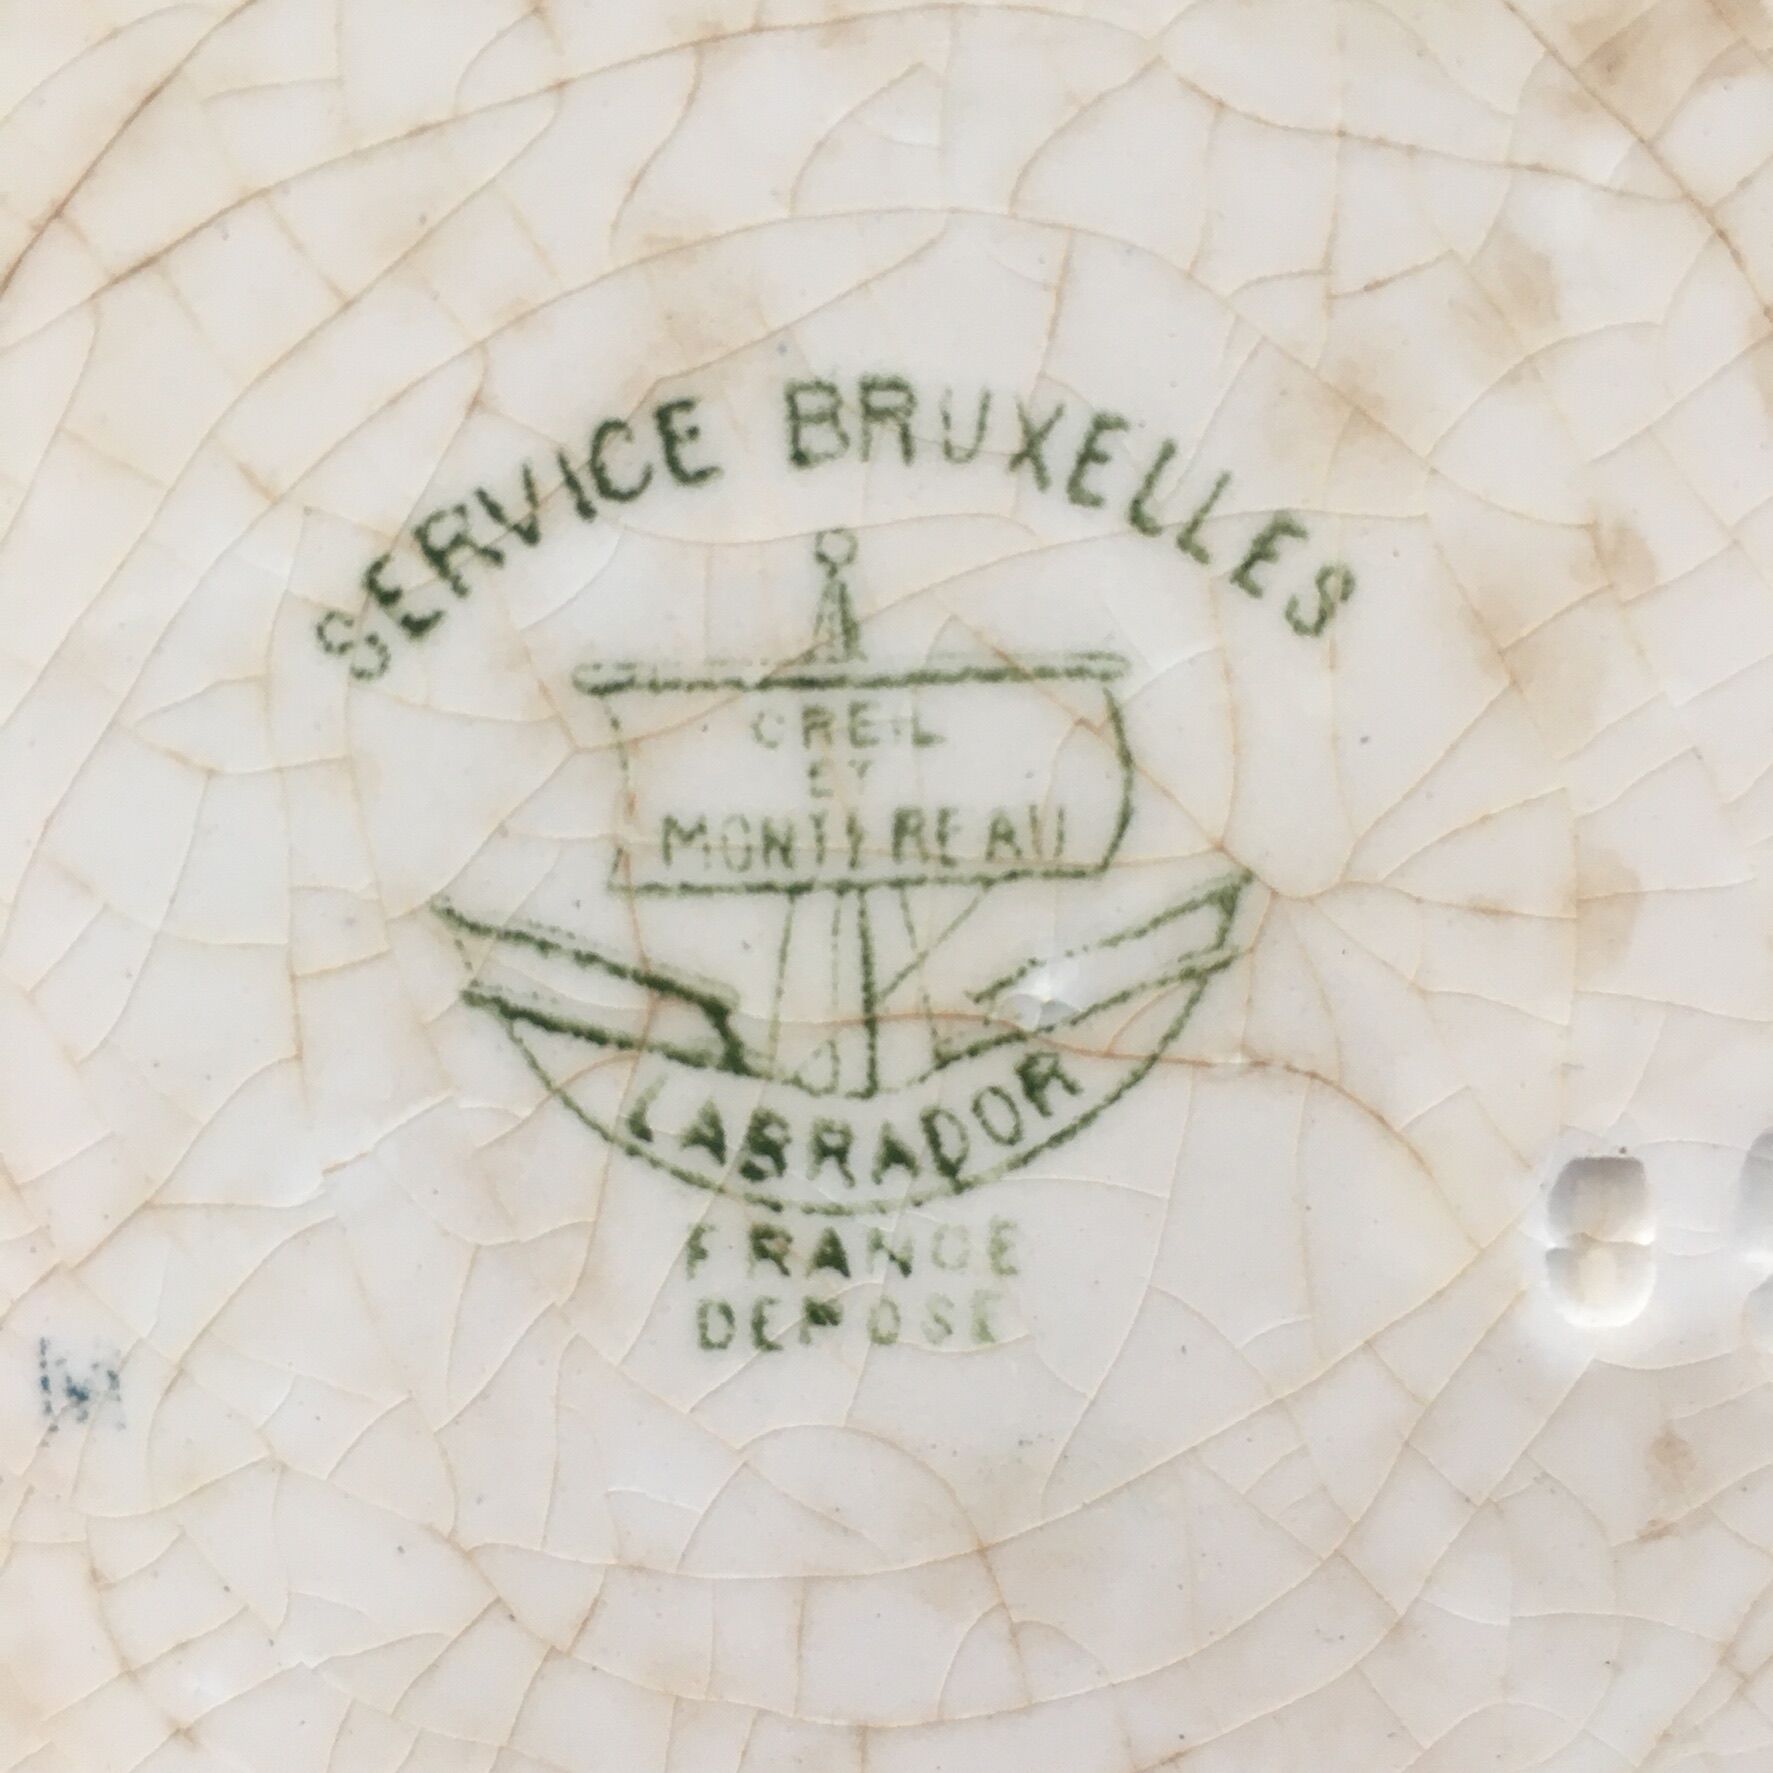 SERVICE BRUXELLES
CREIL
ET
MONTEREAU
LABRADOR
FRANCE
DEPOSE